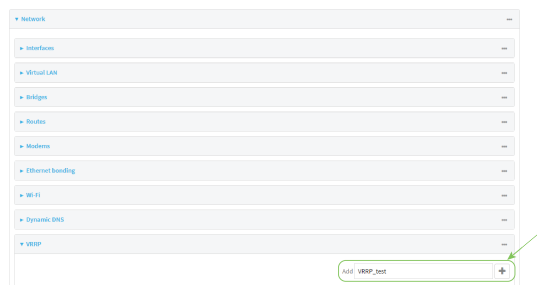 Network
Interfaces
Virtual LAN
Bridges
Routes
Modems
Ethernet bonding
Wi-Fi
Dynamic DNS
VRRP
Add VRRP_test